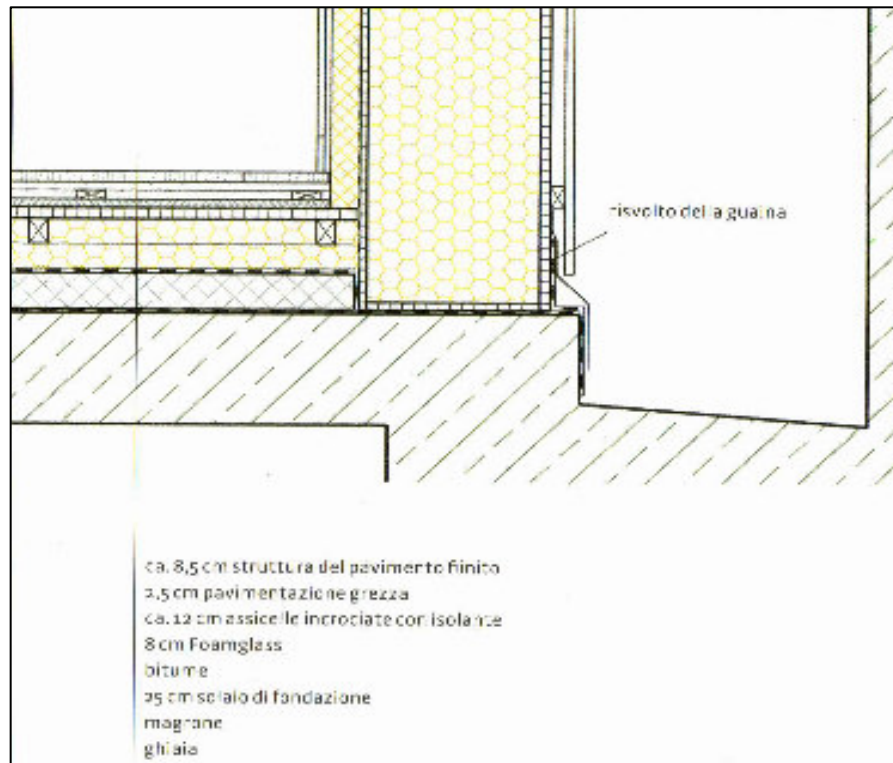 risvolto della guaina
ca. 8,5 cm struttura del pavimento finito
2,5 cm pavimentazione grezza
ca. 12 cm assicelle incrociate con isolante
8 cm Foamglass
bitume
25 cm solaio di fondazione
magrone
ghiaia